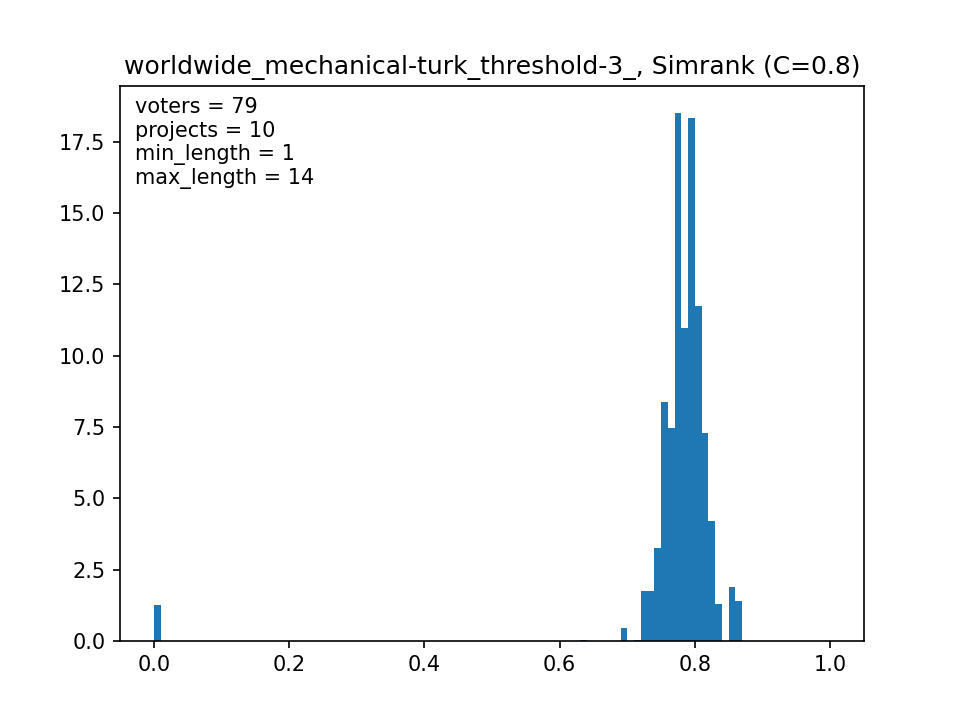 worldwide_mechanical-turk_threshold-3_, Simrank (C=0.8)
voters = 79
projects = 10
min_length = 1
max_length = 14
17.5
15.0
12.5
10.0
7.5
5.0
2.5
0.0
0.0 0.2 0.4 0.6 0.8 1.0